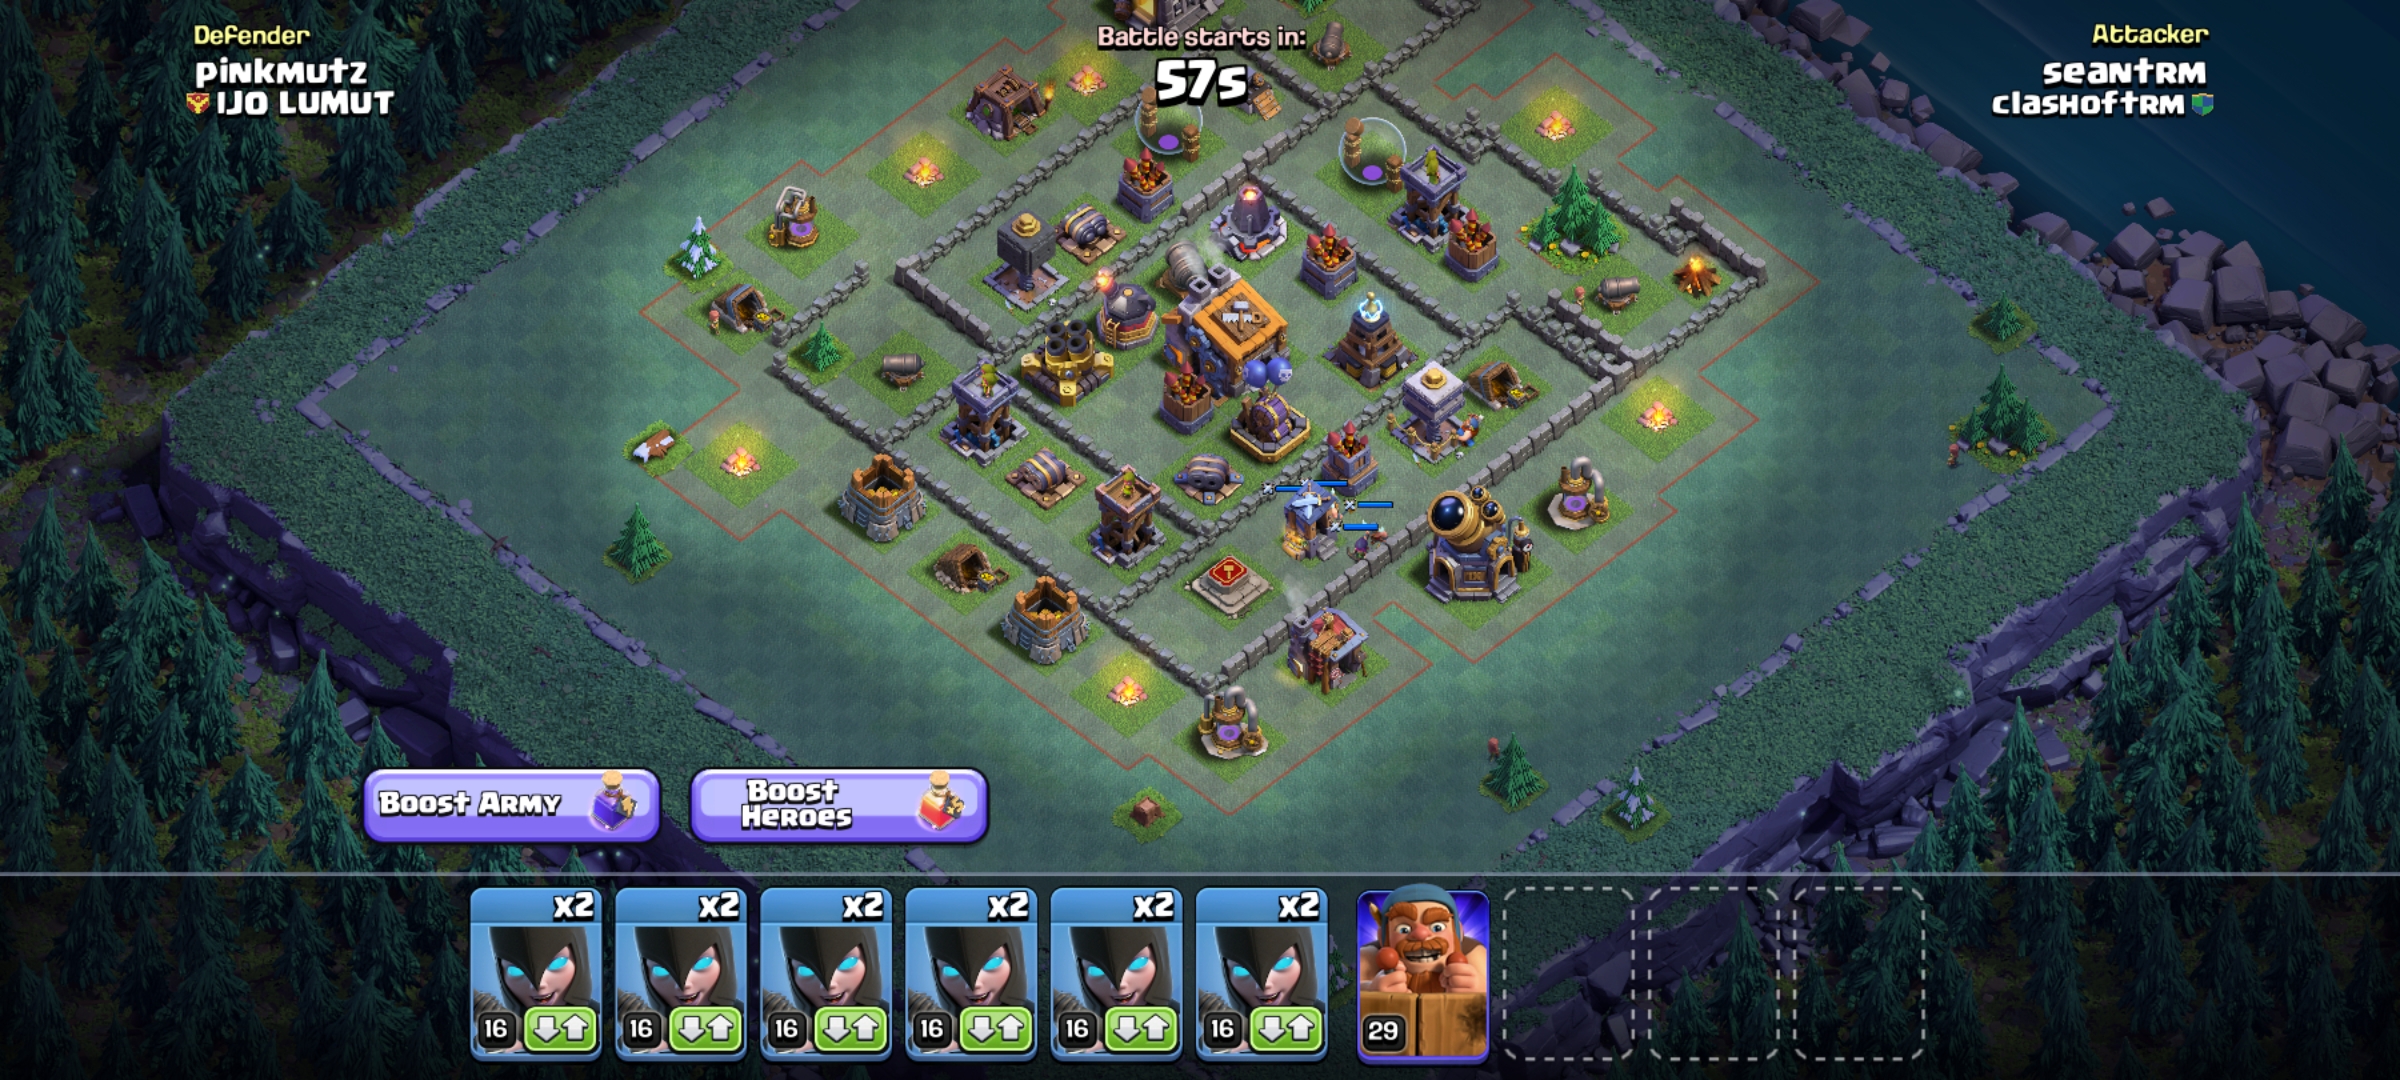 Defender
pinkmutz
IJO LUMUT
Battle starts in:
57s
Attacker
seantRM
clashoftRM
Boost Army
Boost
Heroes
x2
x2
x2
x2
x2
x2
16
16
16
16
16
16
29